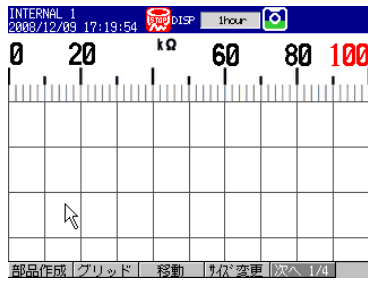 INTERNAL 1
2008/12/09 17:19:54 STOP DISP 1hour
0 20 kΩ 60 80 100
部品作成 グリッド 移動 ｻｲｽﾞ変更 次へ 1/4